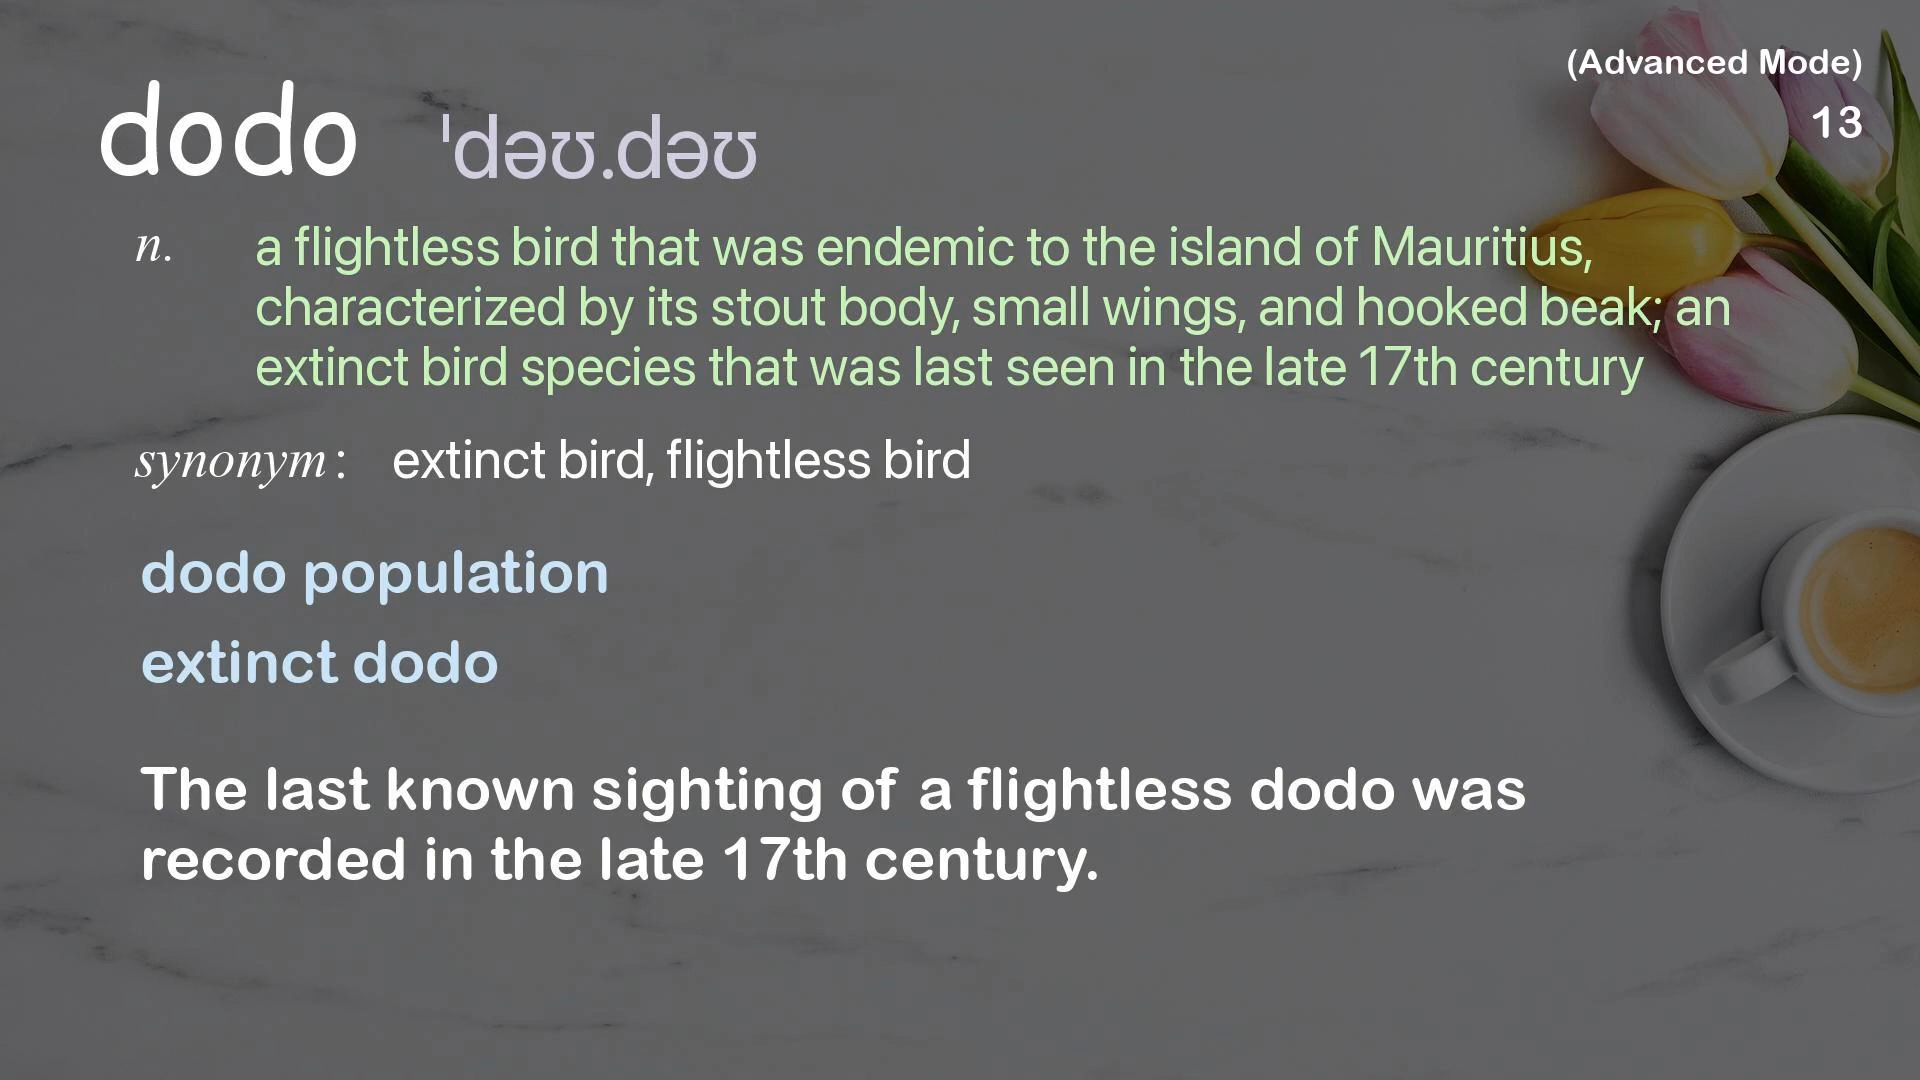 (Advanced Mode)
13
dodo ˈdəʊ.dəʊ
n. a flightless bird that was endemic to the island of Mauritius,
characterized by its stout body, small wings, and hooked beak; an
extinct bird species that was last seen in the late 17th century
synonym: extinct bird, flightless bird
dodo population
extinct dodo
The last known sighting of a flightless dodo was
recorded in the late 17th century.